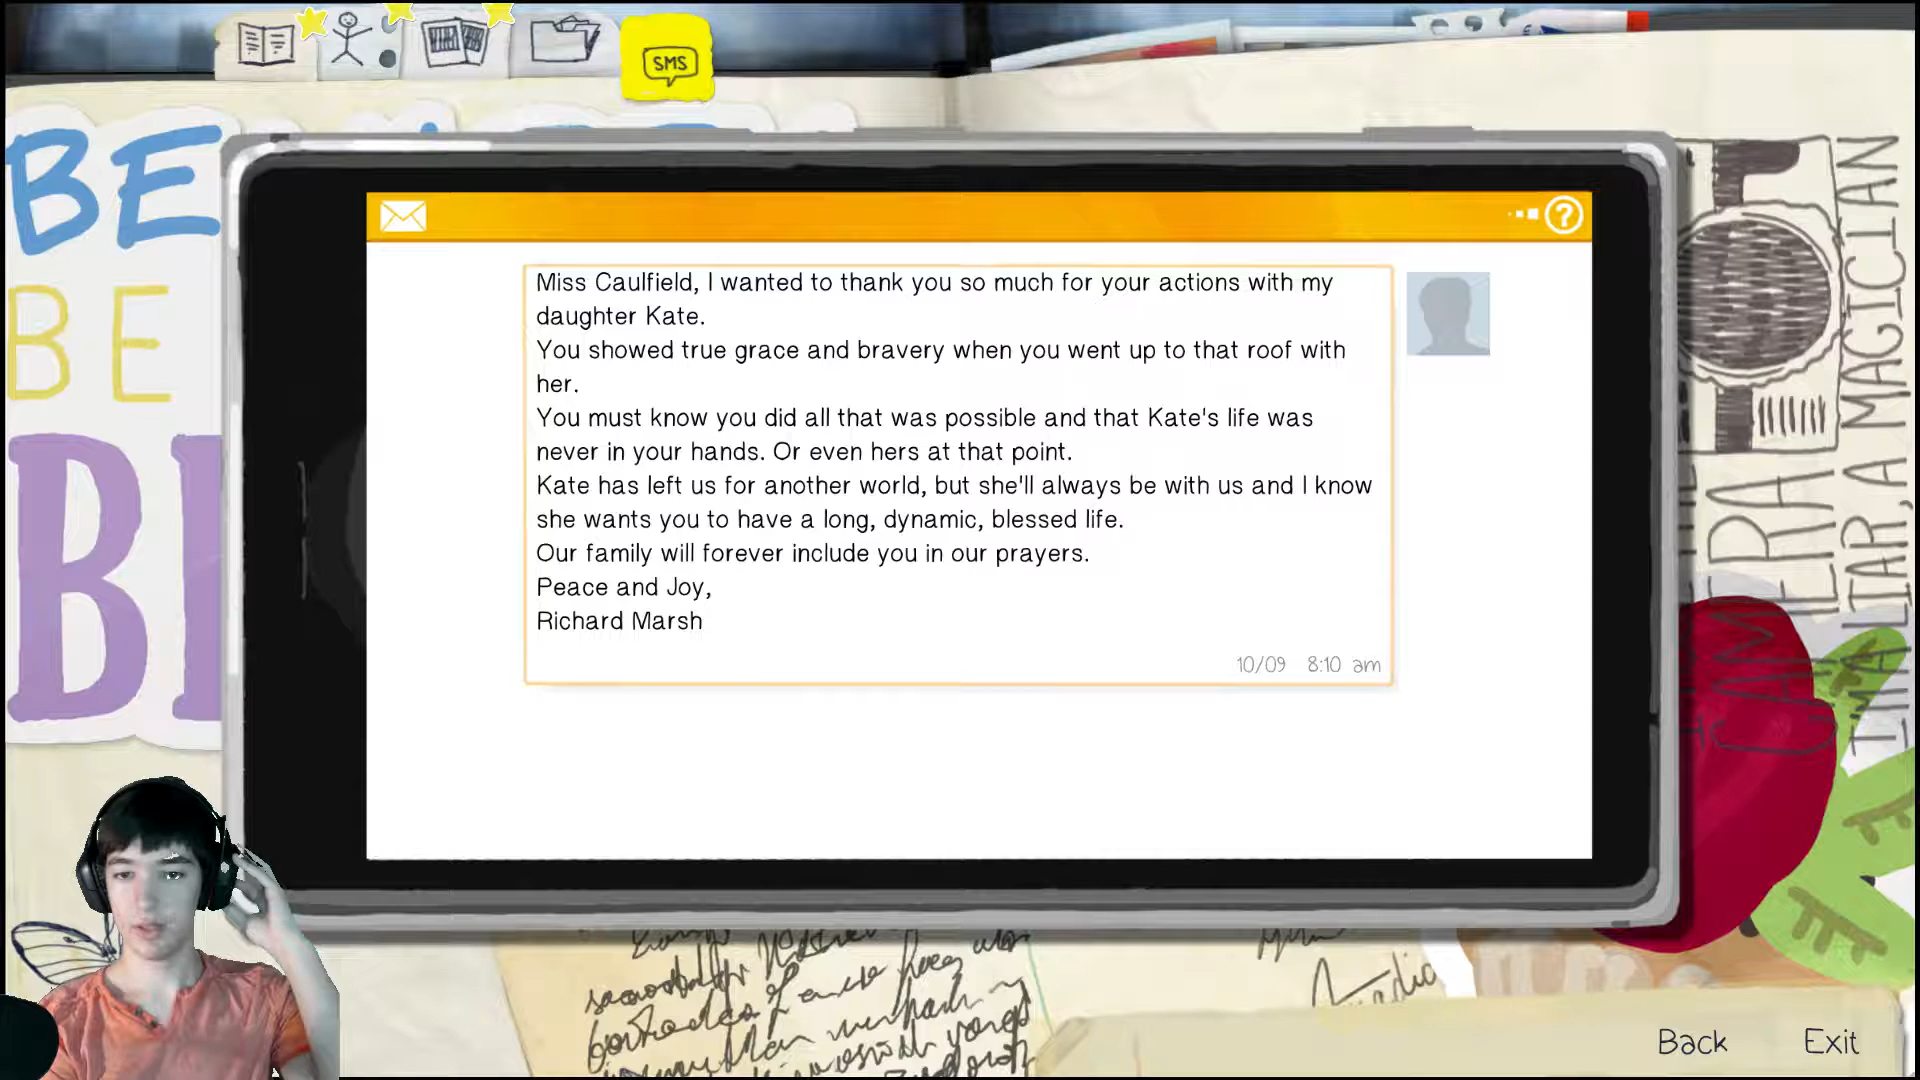 SMS
BE
BE
Miss Caulfield, I wanted to thank you so much for your actions with my
daughter Kate.
You showed true grace and bravery when you went up to that roof with
her.
You must know you did all that was possible and that Kate's life was
never in your hands. Or even hers at that point.
Kate has left us for another world, but she'll always be with us and I know
she wants you to have a long, dynamic, blessed life.
Our family will forever include you in our prayers.
Peace and Joy,
Richard Marsh
10/09 8:10 am
?
A MAGICIAN
Back
Exit